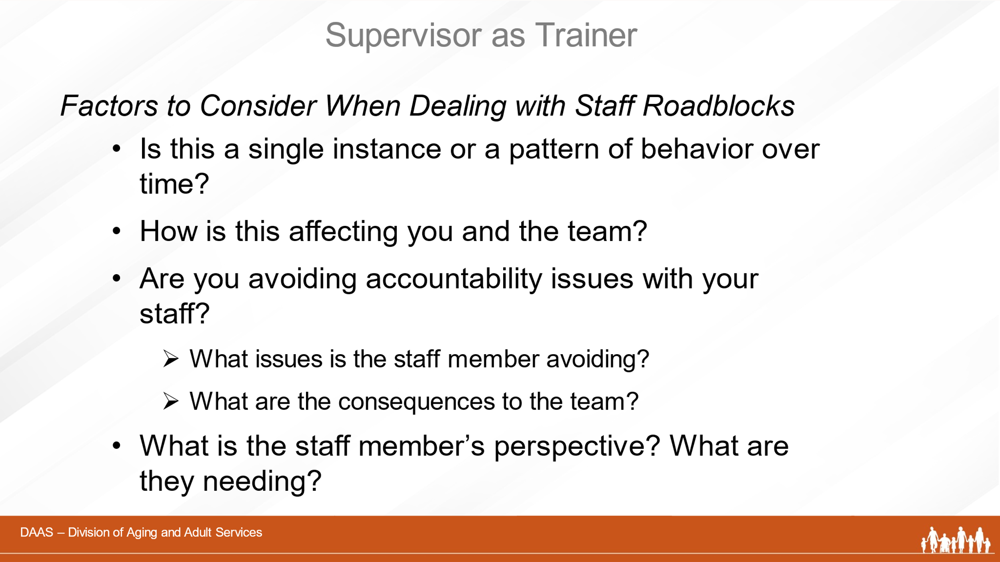 Supervisor as Trainer
Factors to Consider When Dealing with Staff Roadblocks
• Is this a single instance or a pattern of behavior over
time?
• How is this affecting you and the team?
• Are you avoiding accountability issues with your
staff?
➢ What issues is the staff member avoiding?
➢ What are the consequences to the team?
• What is the staff member’s perspective? What are
they needing?
DAAS – Division of Aging and Adult Services